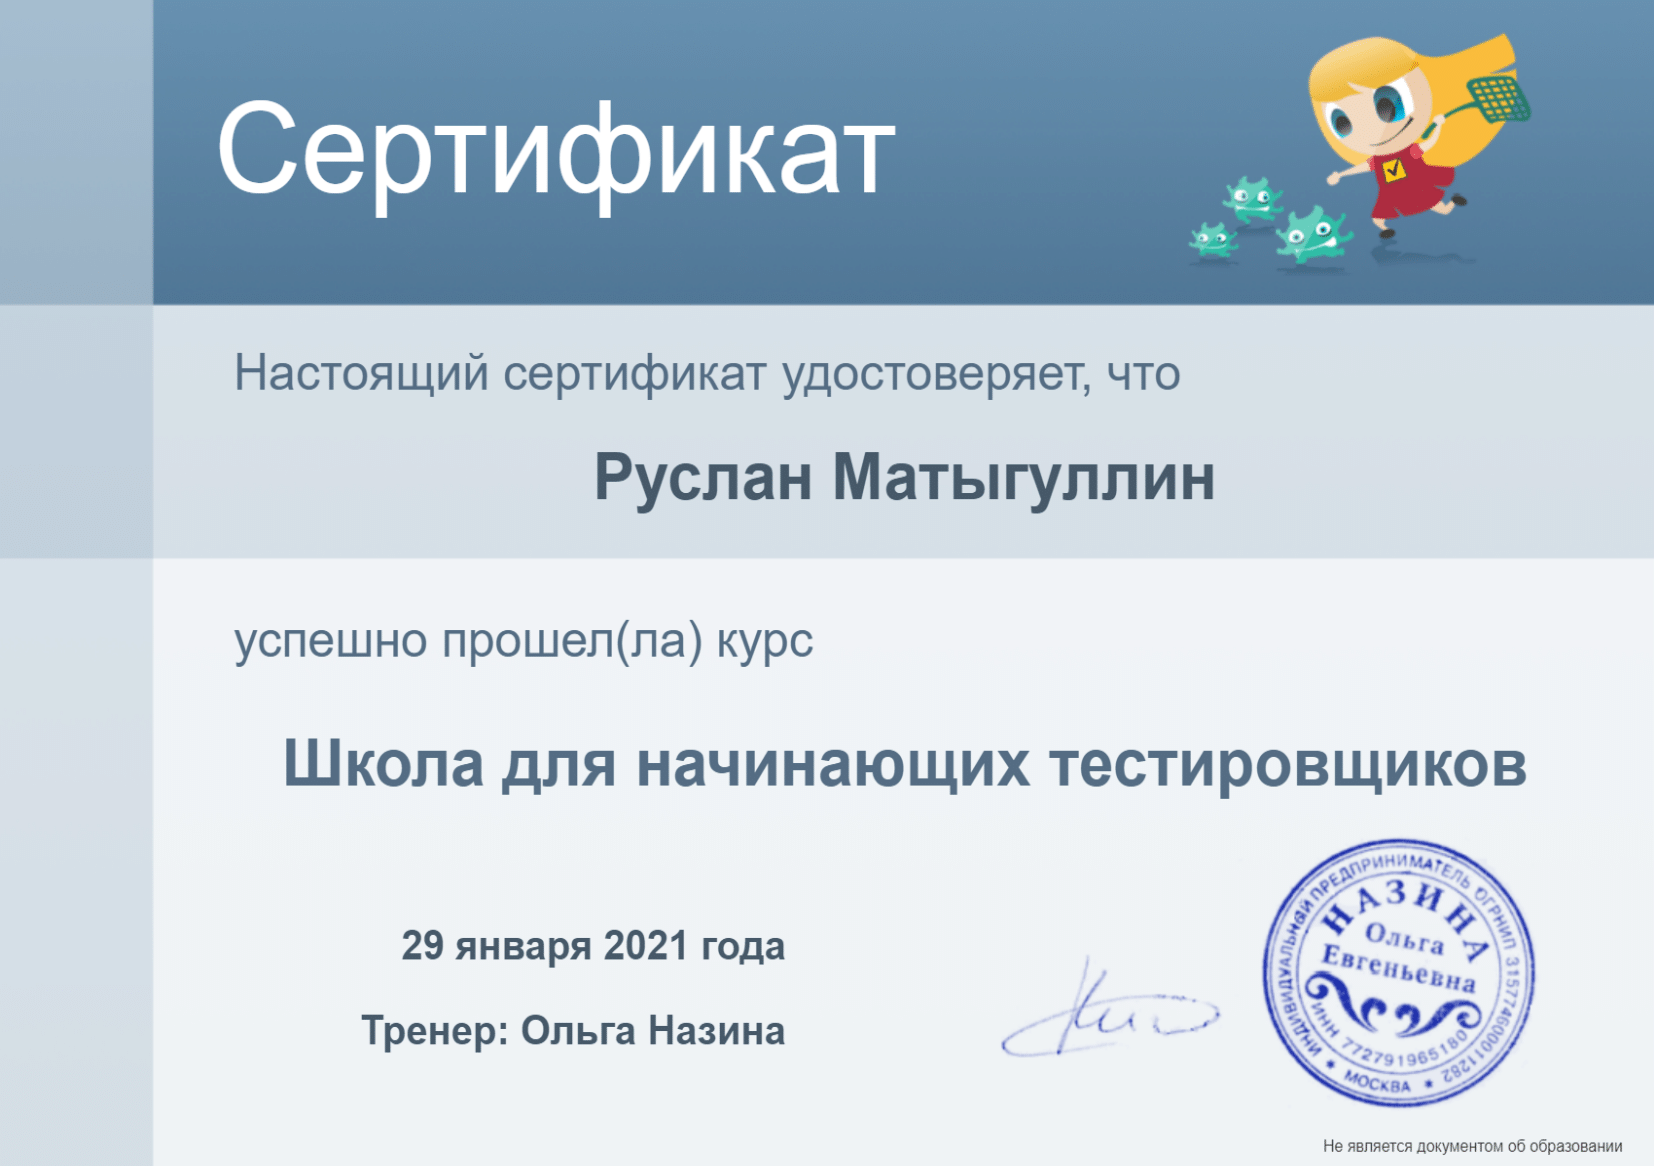 Сертификат
Настоящий сертификат удостоверяет, что
Руслан Матыгуллин
успешно прошел(ла) курс
Школа для начинающих тестировщиков
29 января 2021 года
Тренер: Ольга Назина
ИНДИВИДУАЛЬНЫЙ ПРЕДПРИНИМАТЕЛЬ ОГРНИП 315774600011282
НАЗИНА
Ольга
Евгеньевна
ИНН 772791965180
* МОСКВА *
Не является документом об образовании